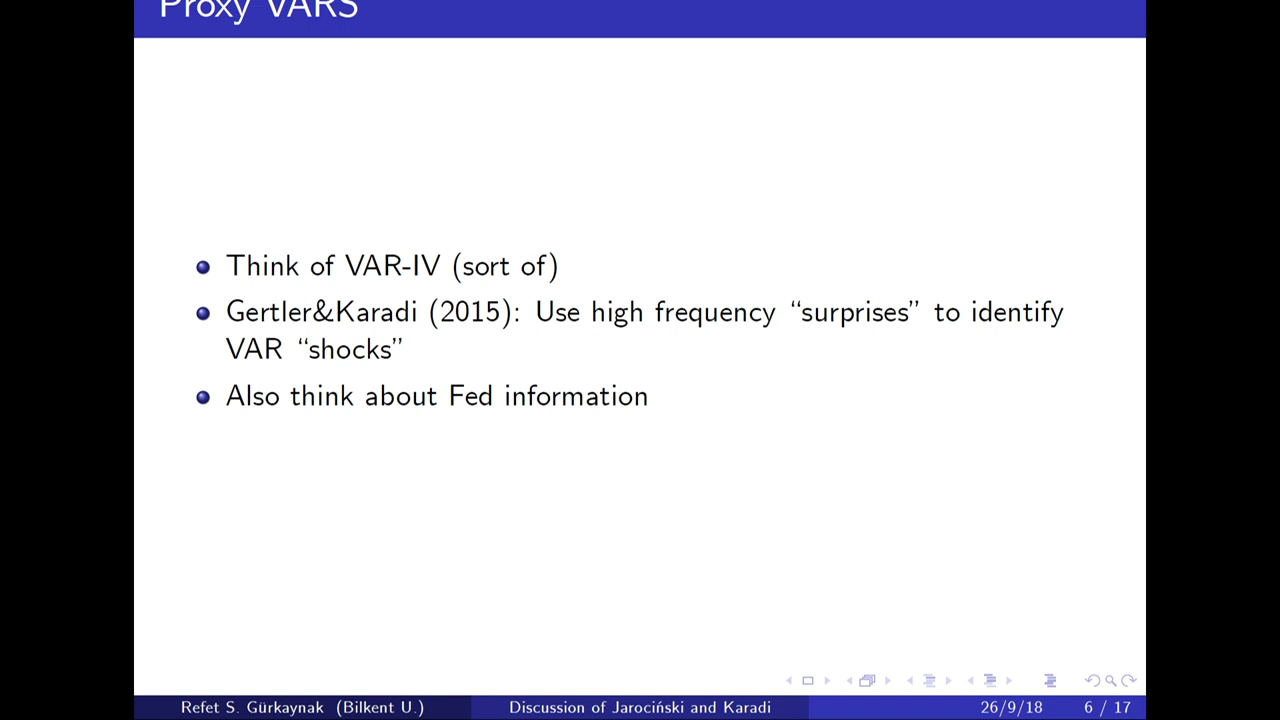 Proxy VARS
Think of VAR-IV (sort of)
Gertler&Karadi (2015): Use high frequency “surprises” to identify
VAR “shocks”
Also think about Fed information
Refet S. Gürkaynak (Bilkent U.) Discussion of Jarociński and Karadi 26/9/18 6 / 17